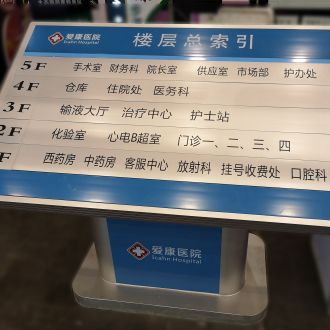 爱康医院
Icahn Hospital
楼层总索引
5F 手术室 财务科 院长室 供应室 市场部 护办处
4F 仓库 住院处 医务科
3F 输液大厅 治疗中心 护士站
2F 化验室 心电B超室 门诊一、二、三、四
F 西药房 中药房 客服中心 放射科 挂号收费处 口腔科
爱康医院
Icahn Hospital